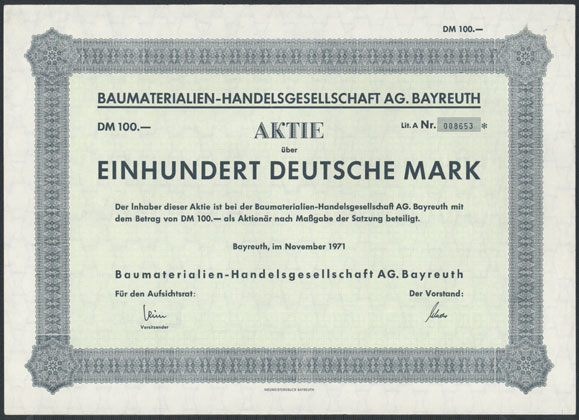 DM 100.—
BAUMATERIALIEN-HANDELSGESELLSCHAFT AG. BAYREUTH
DM 100.— AKTIE Lit. A Nr. 008653 *
über
EINHUNDERT DEUTSCHE MARK
Der Inhaber dieser Aktie ist bei der Baumaterialien-Handelsgesellschaft AG. Bayreuth mit
dem Betrag von DM 100.— als Aktionär nach Maßgabe der Satzung beteiligt.
Bayreuth, im November 1971
Baumaterialien-Handelsgesellschaft AG. Bayreuth
Für den Aufsichtsrat: Der Vorstand:
Vorsitzender